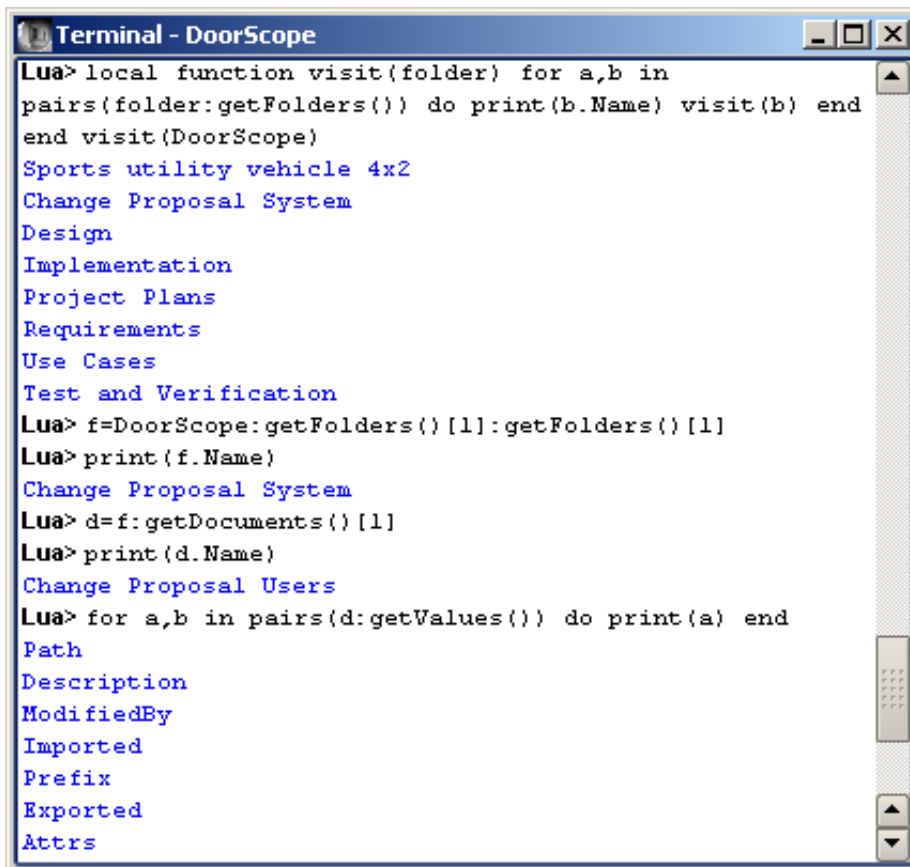 Terminal - DoorScope
Lua> local function visit(folder) for a,b in
pairs(folder:getFolders()) do print(b.Name) visit(b) end
end visit(DoorScope)
Sports utility vehicle 4x2
Change Proposal System
Design
Implementation
Project Plans
Requirements
Use Cases
Test and Verification
Lua> f=DoorScope:getFolders()[1]:getFolders()[1]
Lua> print(f.Name)
Change Proposal System
Lua> d=f:getDocuments()[1]
Lua> print(d.Name)
Change Proposal Users
Lua> for a,b in pairs(d:getValues()) do print(a) end
Path
Description
ModifiedBy
Imported
Prefix
Exported
Attrs